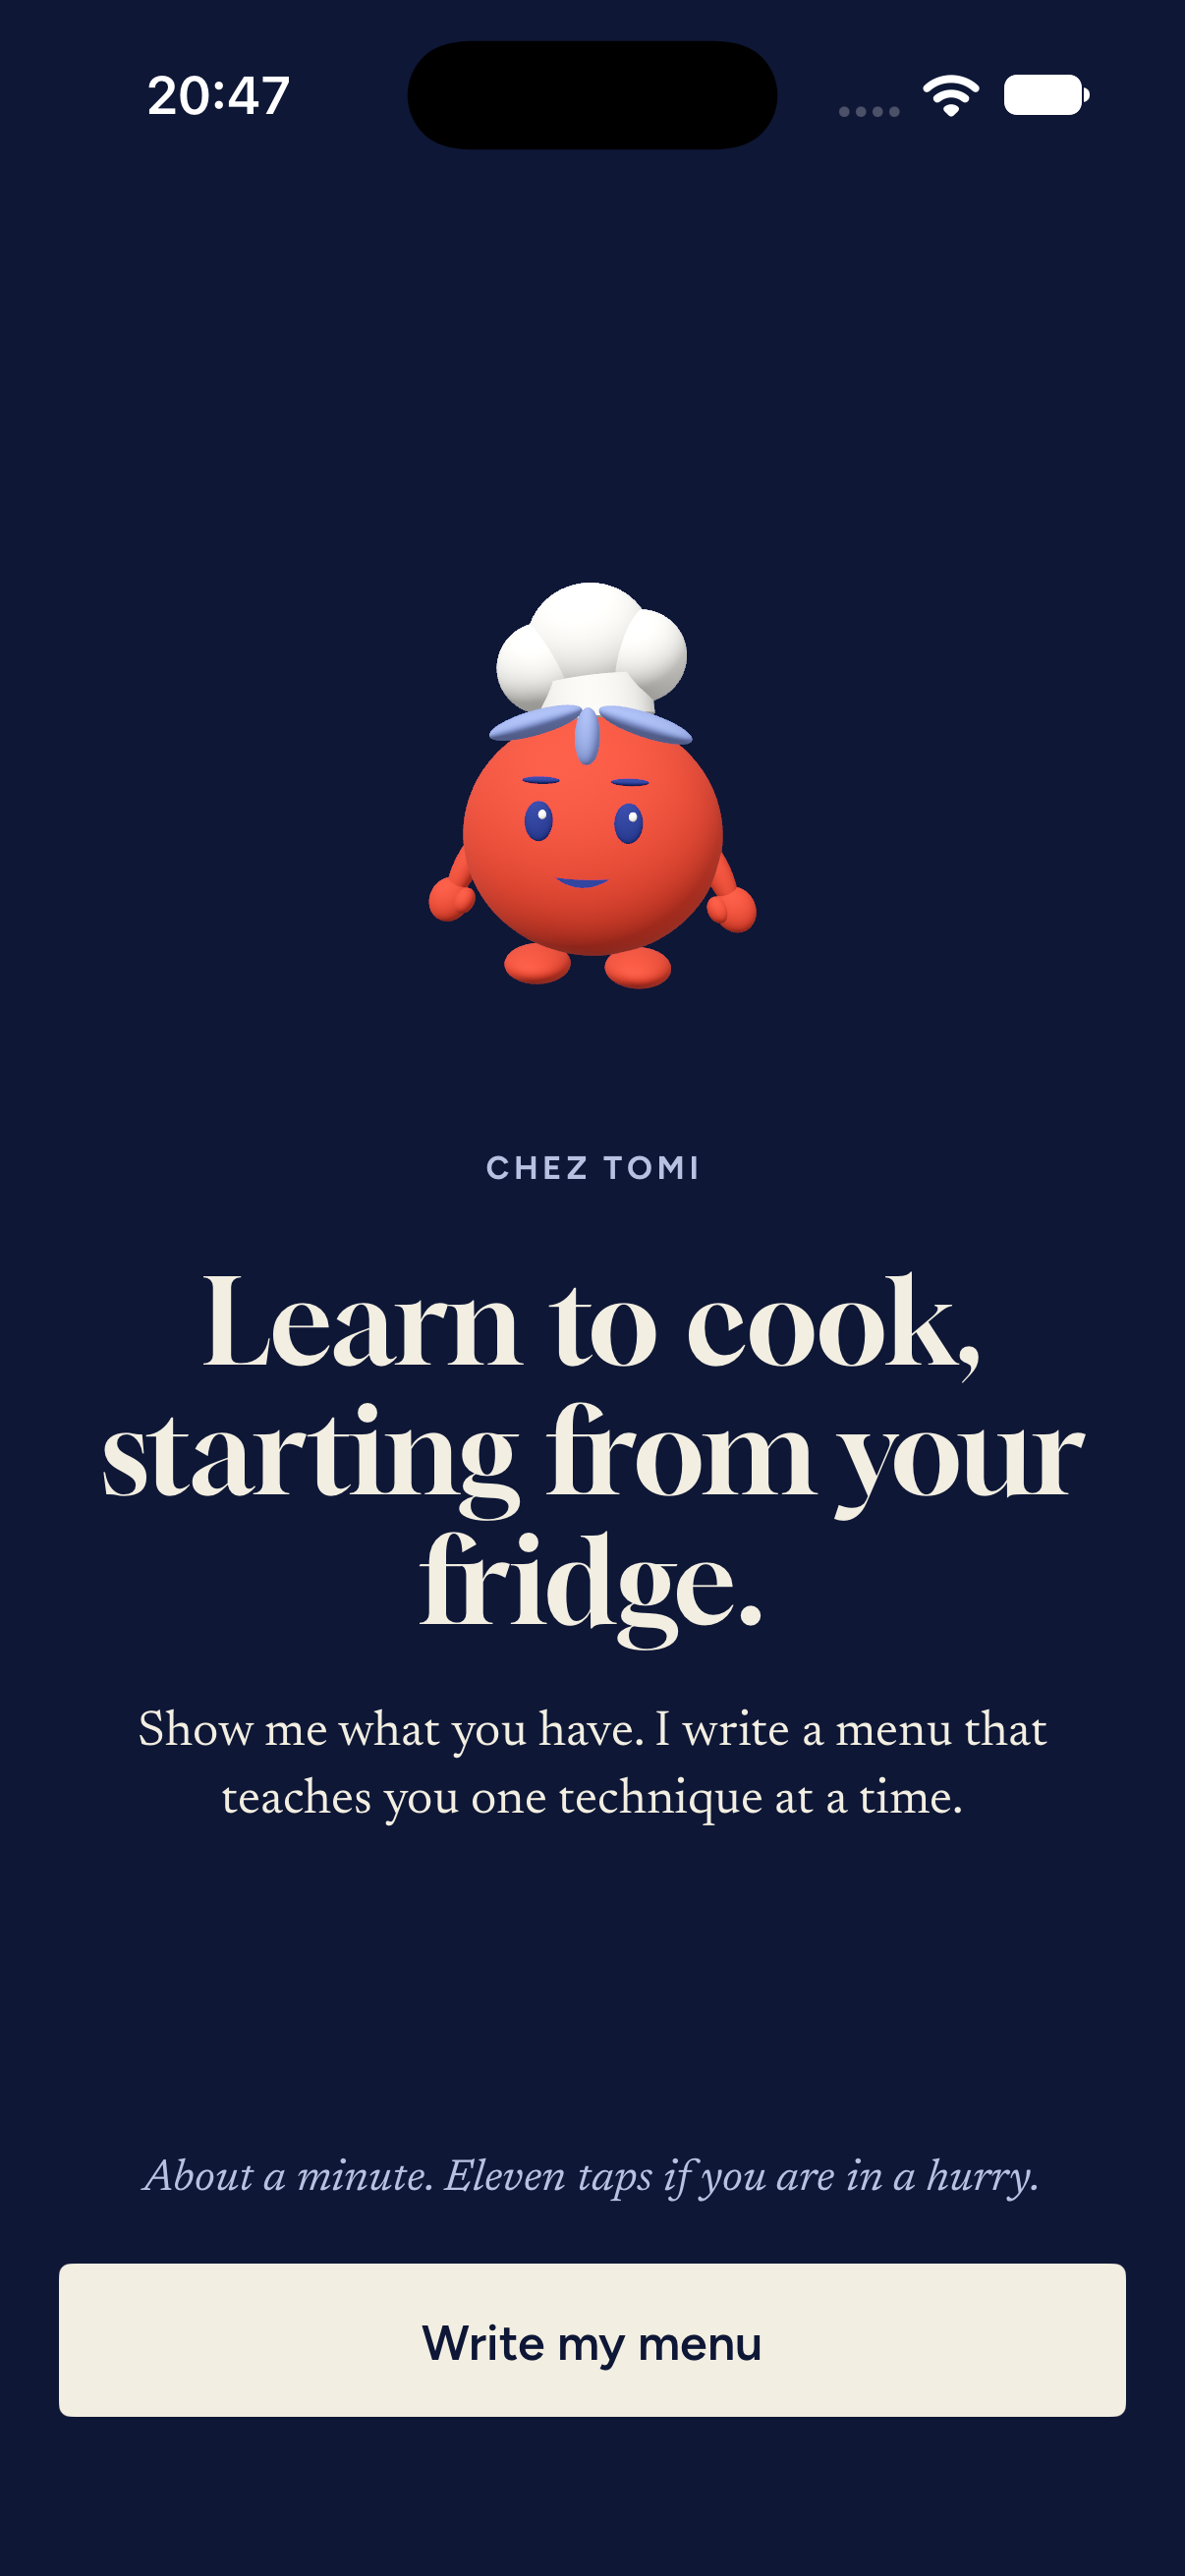 20:47
CHEZ TOMI
Learn to cook,
starting from your
fridge.
Show me what you have. I write a menu that
teaches you one technique at a time.
About a minute. Eleven taps if you are in a hurry.
Write my menu